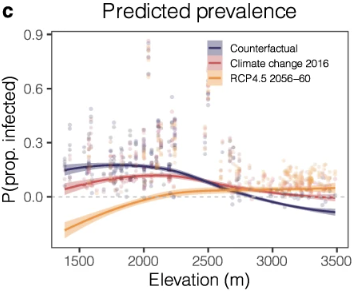 c Predicted prevalence
0.9
0.6
0.3
0.0
P(prop. infected)
Counterfactual
Climate change 2016
RCP4.5 2056–60
1500 2000 2500 3000 3500
Elevation (m)